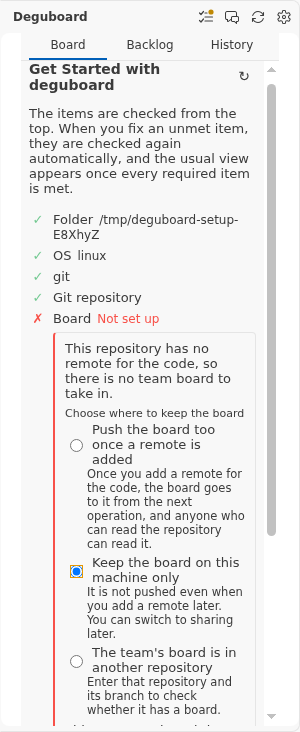 Deguboard
Board Backlog History
Get Started with
deguboard
↻
The items are checked from the
top. When you fix an unmet item,
they are checked again
automatically, and the usual view
appears once every required item
is met.
✓ Folder /tmp/deguboard-setup-
E8XhyZ
✓ OS linux
✓ git
✓ Git repository
✗ Board Not set up
This repository has no
remote for the code, so
there is no team board to
take in.
Choose where to keep the board
Push the board too
once a remote is
added
Once you add a remote for
the code, the board goes
to it from the next
operation, and anyone who
can read the repository
can read it.
Keep the board on this
machine only
It is not pushed even when
you add a remote later.
You can switch to sharing
later.
The team's board is in
another repository
Enter that repository and
its branch to check
whether it has a board.